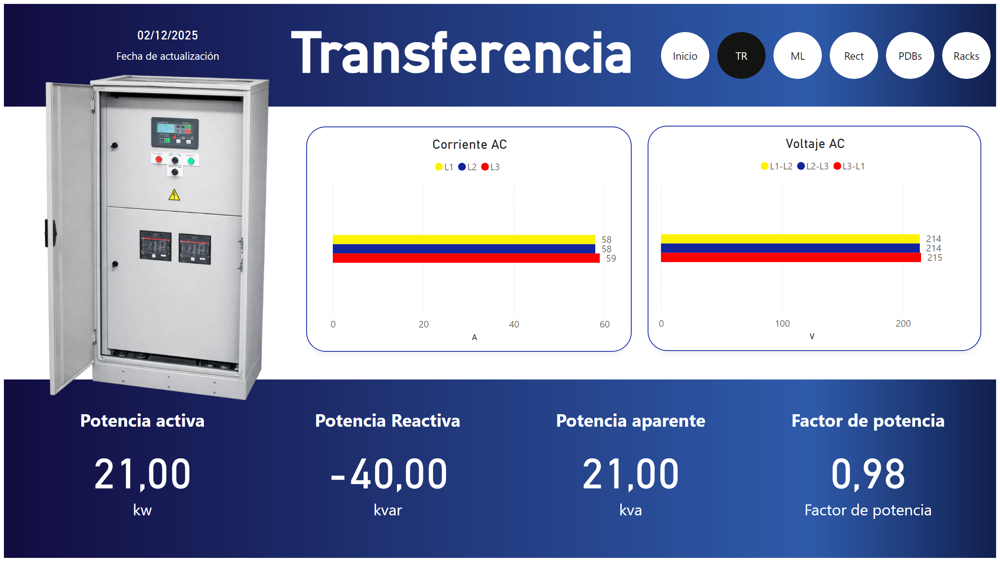 02/12/2025
Fecha de actualización
Transferencia
Inicio
TR
ML
Rect
PDBs
Racks
Corriente AC
L1 L2 L3
58
58
59
0 20 40 60
A
Voltaje AC
L1-L2 L2-L3 L3-L1
214
214
215
0 100 200
V
Potencia activa
21,00
kw
Potencia Reactiva
-40,00
kvar
Potencia aparente
21,00
kva
Factor de potencia
0,98
Factor de potencia